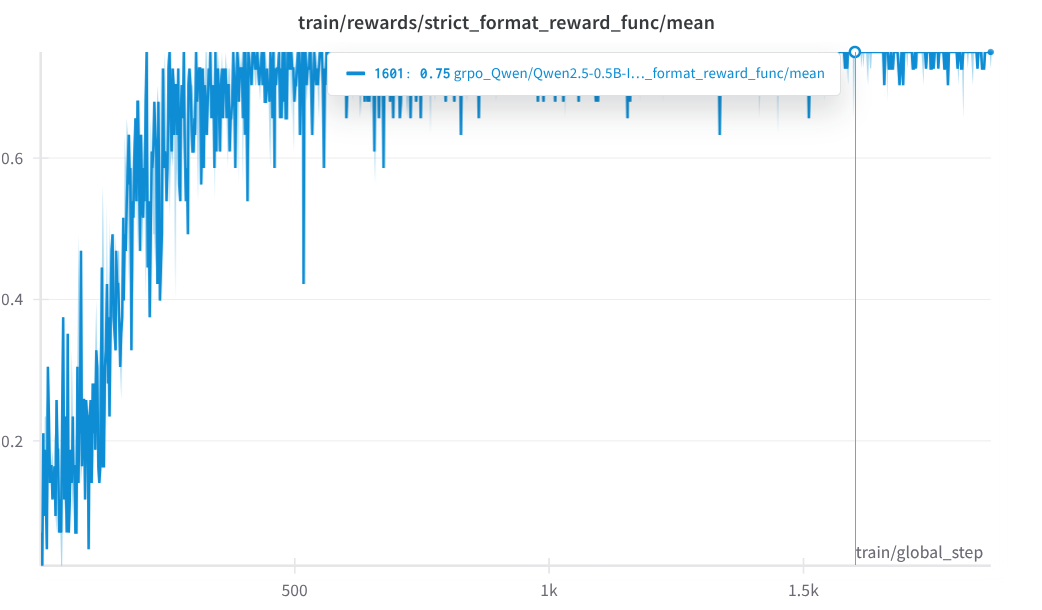 train/rewards/strict_format_reward_func/mean
1601: 0.75 grpo_Qwen/Qwen2.5-0.5B-I..._format_reward_func/mean
0.6
0.4
0.2
train/global_step
500
1k
1.5k